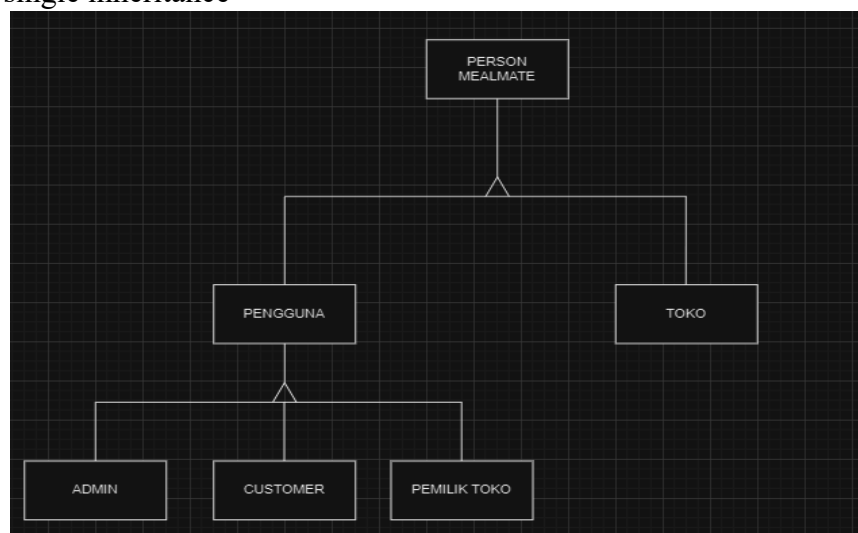 single inheritance
PERSON
MEALMATE
PENGGUNA
TOKO
ADMIN
CUSTOMER
PEMILIK TOKO